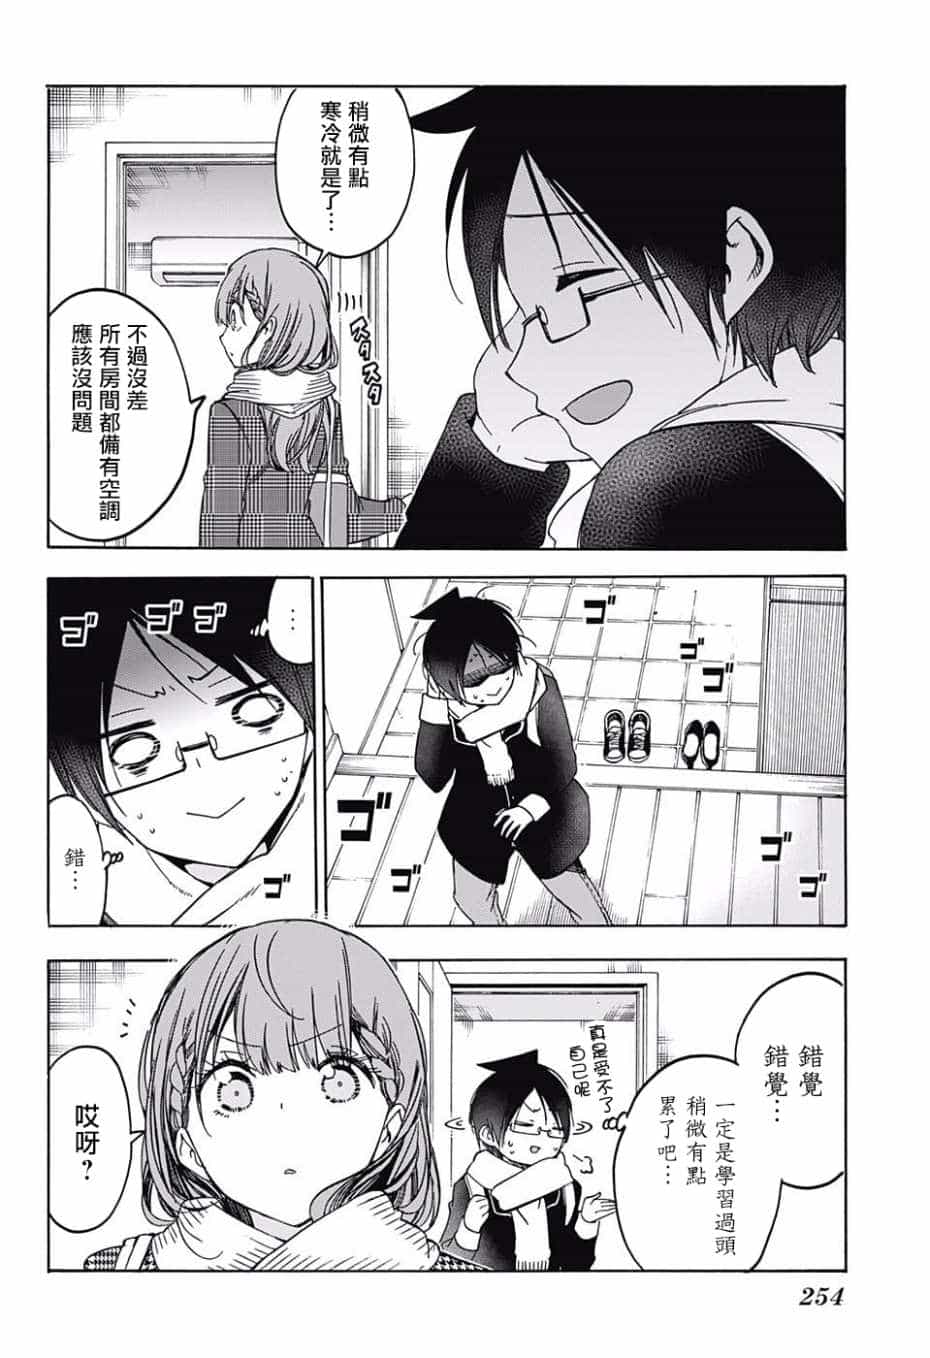 稍微有點
寒冷就是了…
スタスタ
不過沒差
所有房間都備有空調
應該沒問題
ゴ
ゴ
ゴ
ゴ
ゴ
ゴ
ゴ
…
ゴ
ゴ
ゴ
錯…
錯覺
錯覺…
一定是學習過頭
稍微有點
累了吧…
真是受不了
自己呢
哎呀?
254